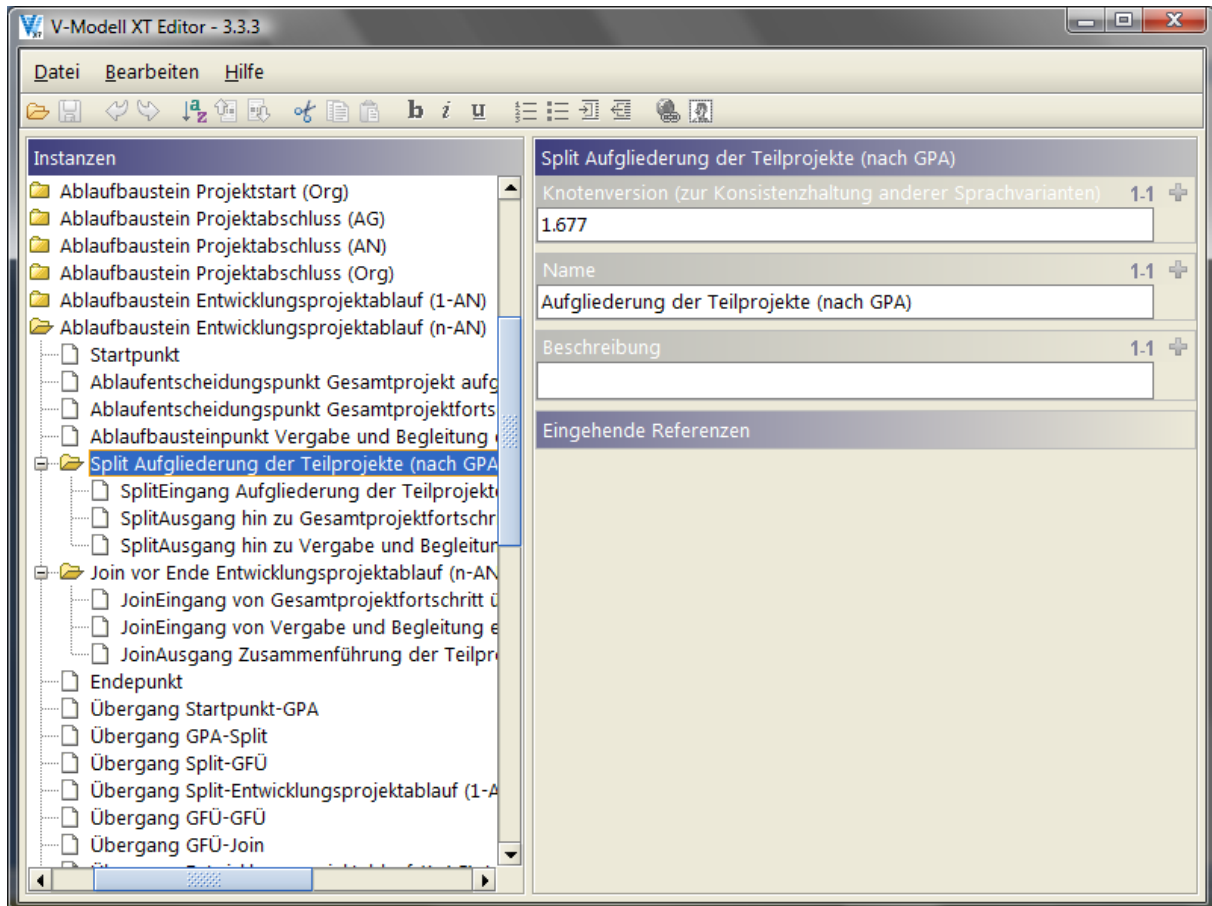 V-Modell XT Editor - 3.3.3
Datei Bearbeiten Hilfe
b i u
Instanzen
Ablaufbaustein Projektstart (Org)
Ablaufbaustein Projektabschluss (AG)
Ablaufbaustein Projektabschluss (AN)
Ablaufbaustein Projektabschluss (Org)
Ablaufbaustein Entwicklungsprojektablauf (1-AN)
Ablaufbaustein Entwicklungsprojektablauf (n-AN)
Startpunkt
Ablaufentscheidungspunkt Gesamtprojekt aufg
Ablaufentscheidungspunkt Gesamtprojektforts
Ablaufbausteinpunkt Vergabe und Begleitung
Split Aufgliederung der Teilprojekte (nach GPA
SplitEingang Aufgliederung der Teilprojekt
SplitAusgang hin zu Gesamtprojektfortschr
SplitAusgang hin zu Vergabe und Begleitun
Join vor Ende Entwicklungsprojektablauf (n-AN
JoinEingang von Gesamtprojektfortschritt ü
JoinEingang von Vergabe und Begleitung e
JoinAusgang Zusammenführung der Teilpr
Endepunkt
Übergang Startpunkt-GPA
Übergang GPA-Split
Übergang Split-GFÜ
Übergang Split-Entwicklungsprojektablauf (1-A
Übergang GFÜ-GFÜ
Übergang GFÜ-Join
Split Aufgliederung der Teilprojekte (nach GPA)
Knotenversion (zur Konsistenzhaltung anderer Sprachvarianten) 1-1
1.677
Name 1-1
Aufgliederung der Teilprojekte (nach GPA)
Beschreibung 1-1
Eingehende Referenzen